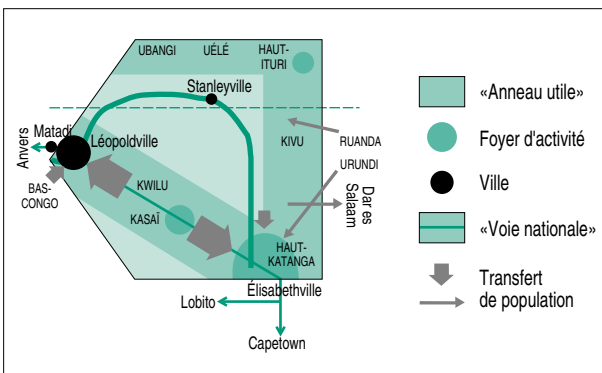 UBANGI
UÉLÉ
HAUT-
ITURI
Stanleyville
Anvers
Matadi
Léopoldville
KIVU
RUANDA
URUNDI
BAS-
CONGO
KWILU
KASAÏ
Dar es
Salaam
HAUT-
KATANGA
Élisabethville
Lobito
Capetown
«Anneau utile»
Foyer d'activité
Ville
«Voie nationale»
Transfert
de population